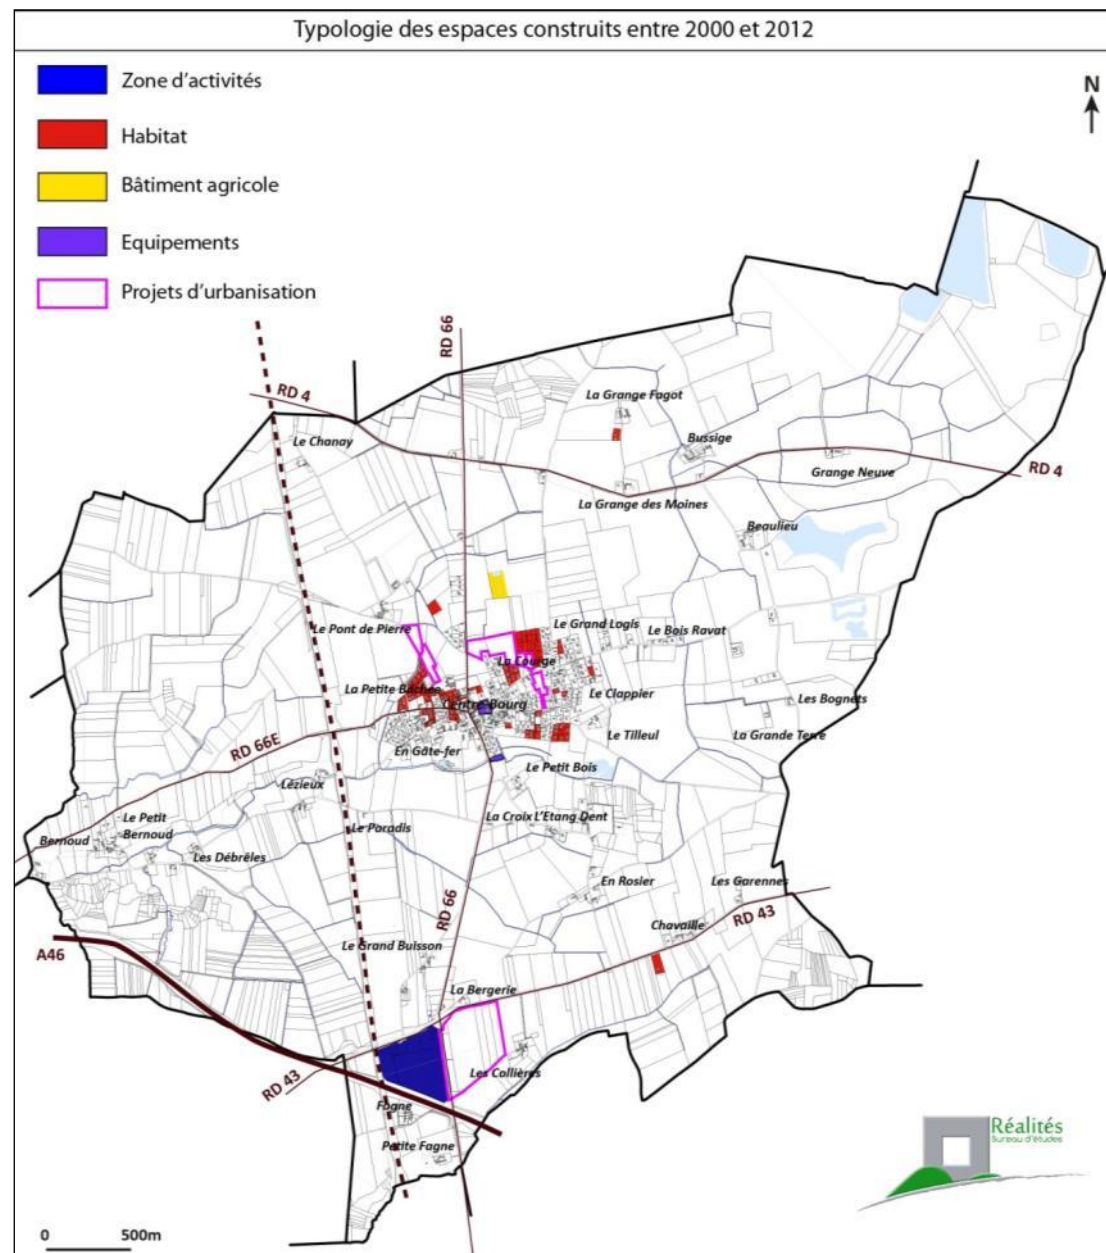 Typologie des espaces construits entre 2000 et 2012
Zone d'activités
Habitat
Bâtiment agricole
Equipements
Projets d'urbanisation
N
RD 66
RD 4
La Grange Fagot
Le Chanay
Bussige
Grange Neuve
RD 4
La Grange des Moines
Beaulieu
Le Pont de Pierre
Le Grand Logis
Le Bois Ravat
La Courge
La Petite Bachée
Le Clappier
Centre-Bourg
Les Bognets
Le Tilleul
La Grande Terre
RD 66E
En Gâte-fer
Le Petit Bois
Lézieux
Le Petit
Bernoud
Bernoud
Le Paradis
La Croix
L'Etang Dent
Les Débrêles
En Rosier
Les Garennes
RD 66
Chavaille
RD 43
Le Grand Buisson
A46
La Bergerie
RD 43
Les Collières
Fagne
Petite Fagne
Réalités
Bureau d'études
0 500m